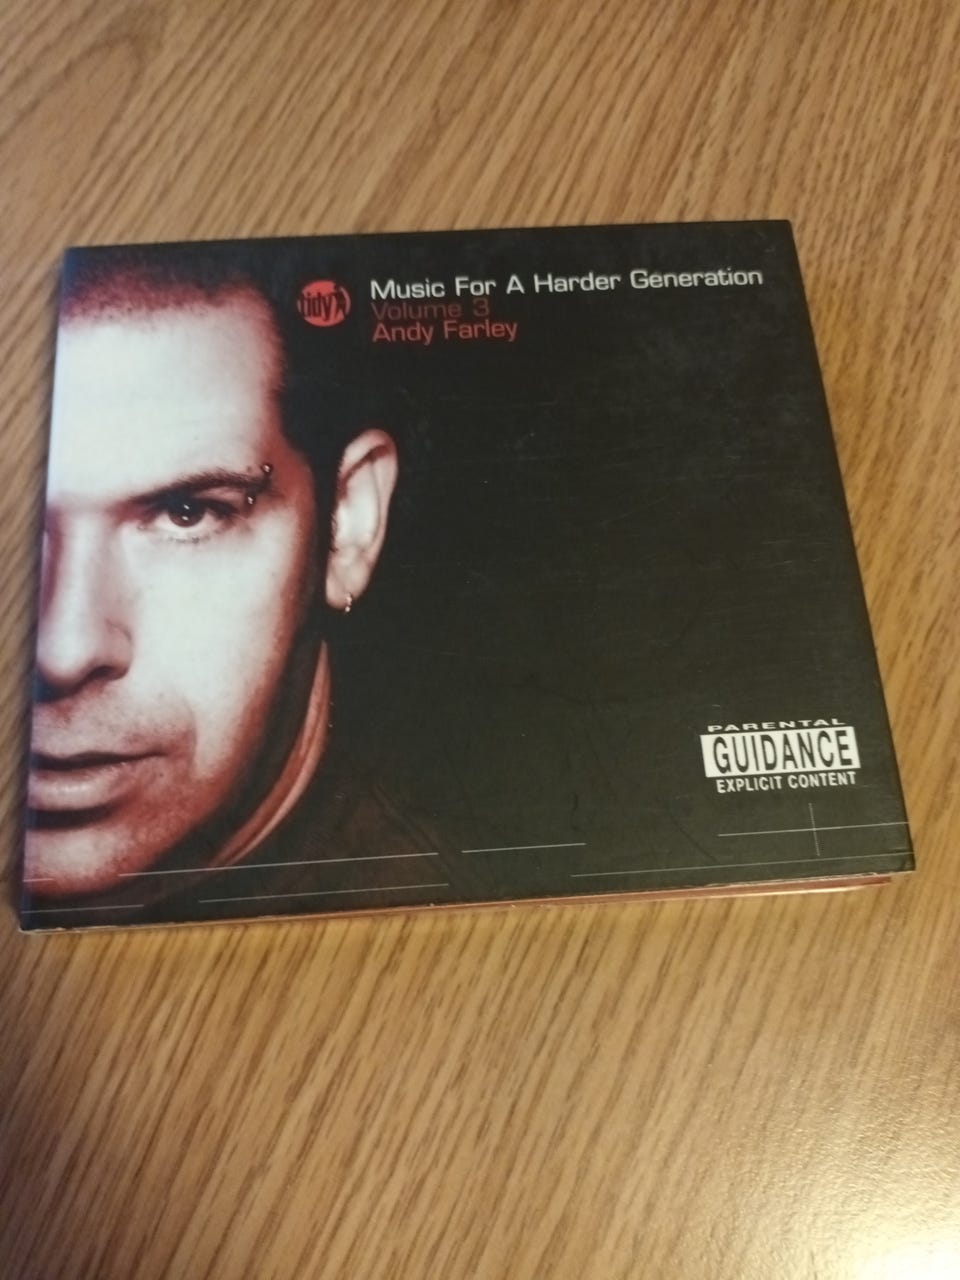 tidy
Music For A Harder Generation
Volume 3
Andy Farley
PARENTAL
GUIDANCE
EXPLICIT CONTENT